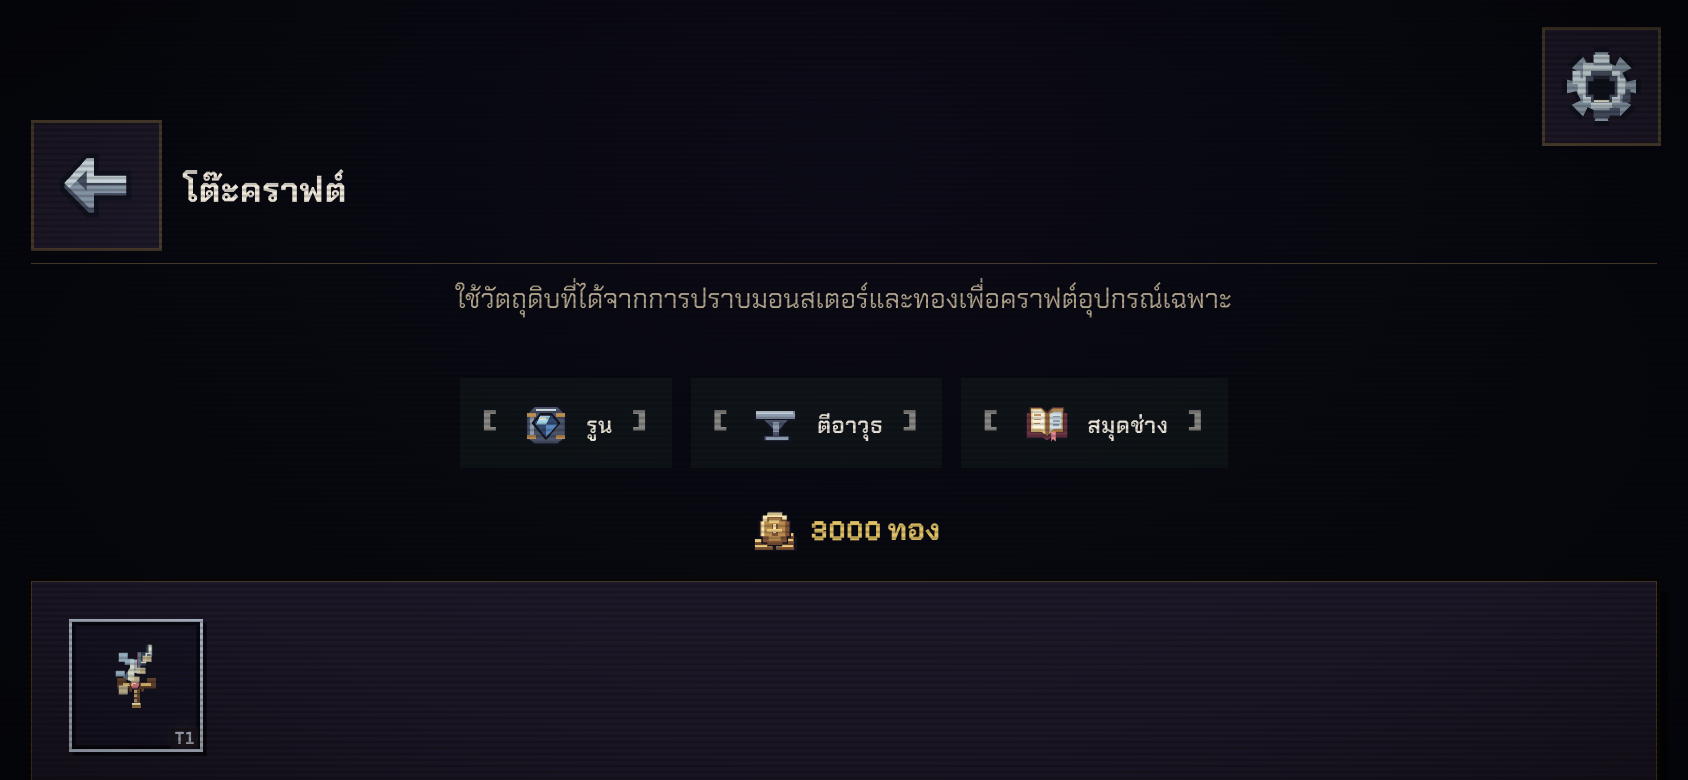 โต๊ะคราฟต์
ใช้วัตถุดิบที่ได้จากการปราบมอนสเตอร์และทองเพื่อคราฟต์อุปกรณ์เฉพาะ
[ รูน ] [ ตีอาวุธ ] [ สมุดช่าง ]
3000 ทอง
T1